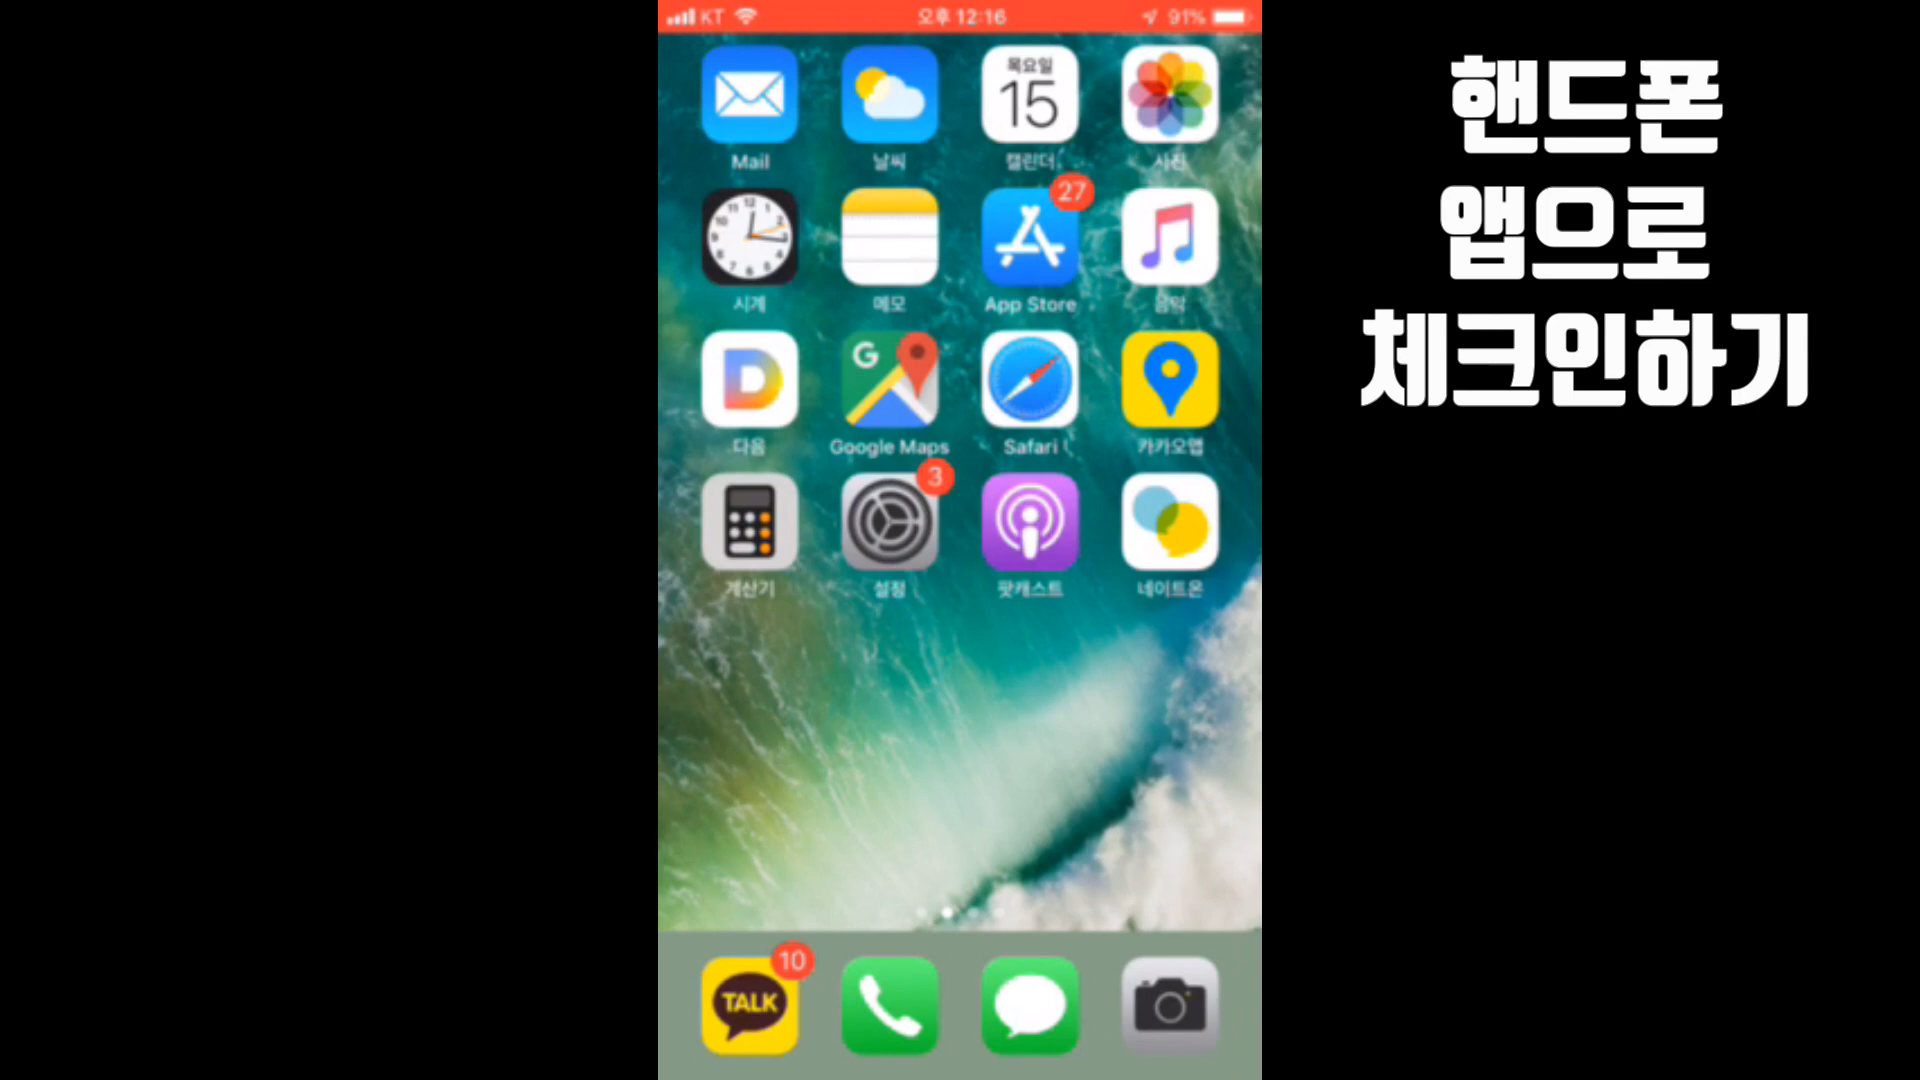 KT 오후 12:16 91%
핸드폰
앱으로
체크인하기
목요일
15
Mail 날씨 캘린더 사진
27
시계 메모 App Store 음악
G
다음 Google Maps Safari 카카오맵
3
계산기 설정 팟캐스트 네이트온
10
TALK